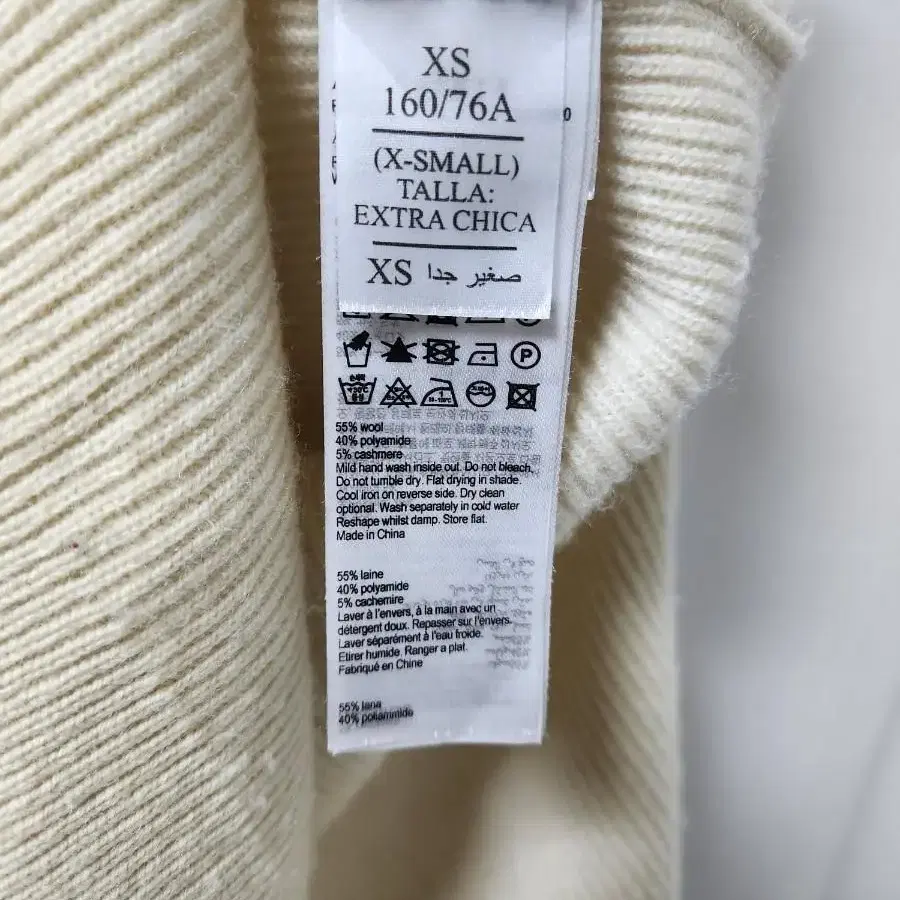 XS
160/76A
(X-SMALL)
TALLA:
EXTRA CHICA
XS صغير جدا
0
P
55% wool
40% polyamide
5% cashmere
Mild hand wash inside out. Do not bleach.
Do not tumble dry. Flat drying in shade.
Cool iron on reverse side. Dry clean
optional. Wash separately in cold water
Reshape whilst damp. Store flat.
Made in China
55% laine
40% polyamide
5% cachemire
Laver à l'envers, à la main avec un
détergent doux. Repasser sur l'envers.
Laver séparément à l'eau froide.
Etirer humide. Ranger a plat.
Fabriqué en Chine
55% lana
40% poliammide